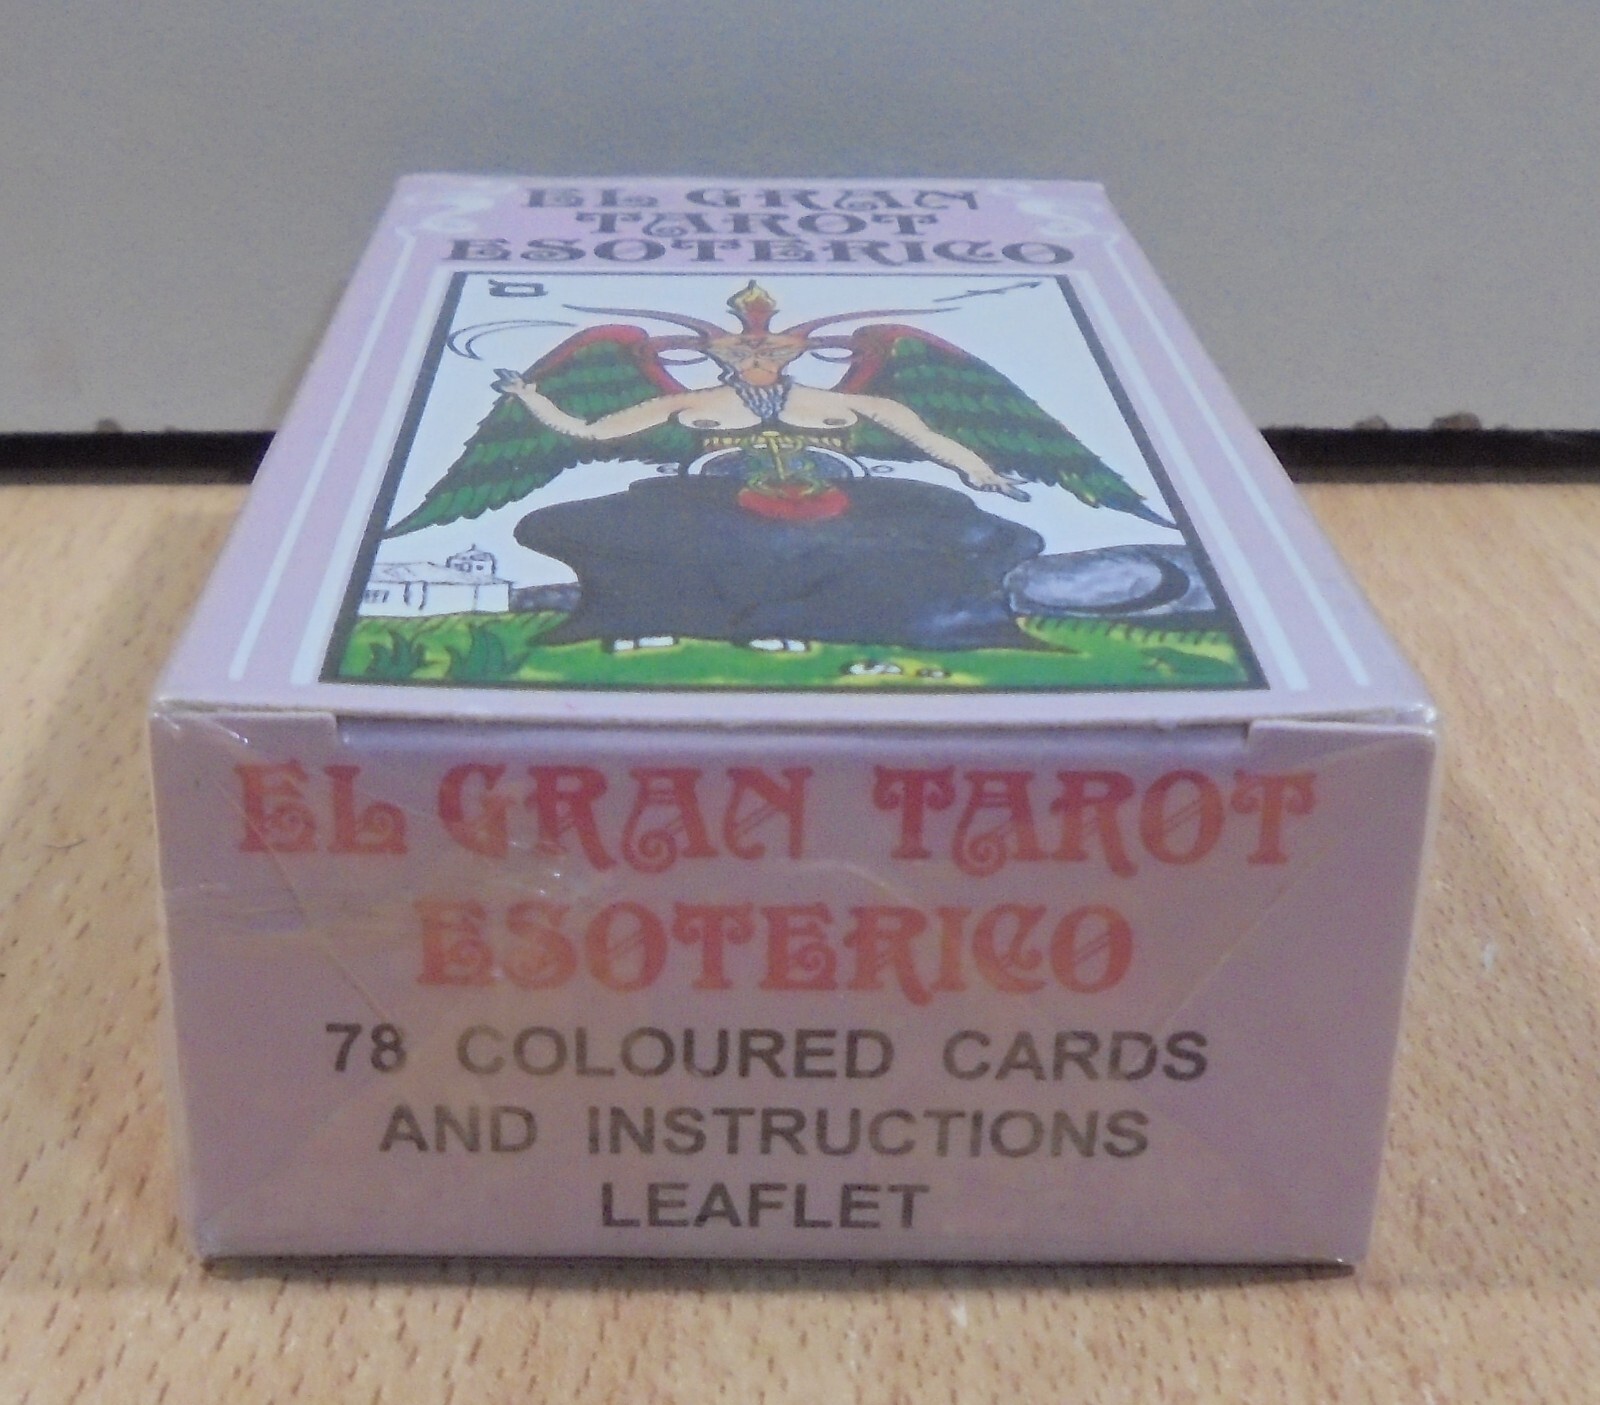 EL GRAN
TAROT
ESOTERICO
ס
EL GRAN TAROT
ESOTERICO
78 COLOURED CARDS
AND INSTRUCTIONS
LEAFLET